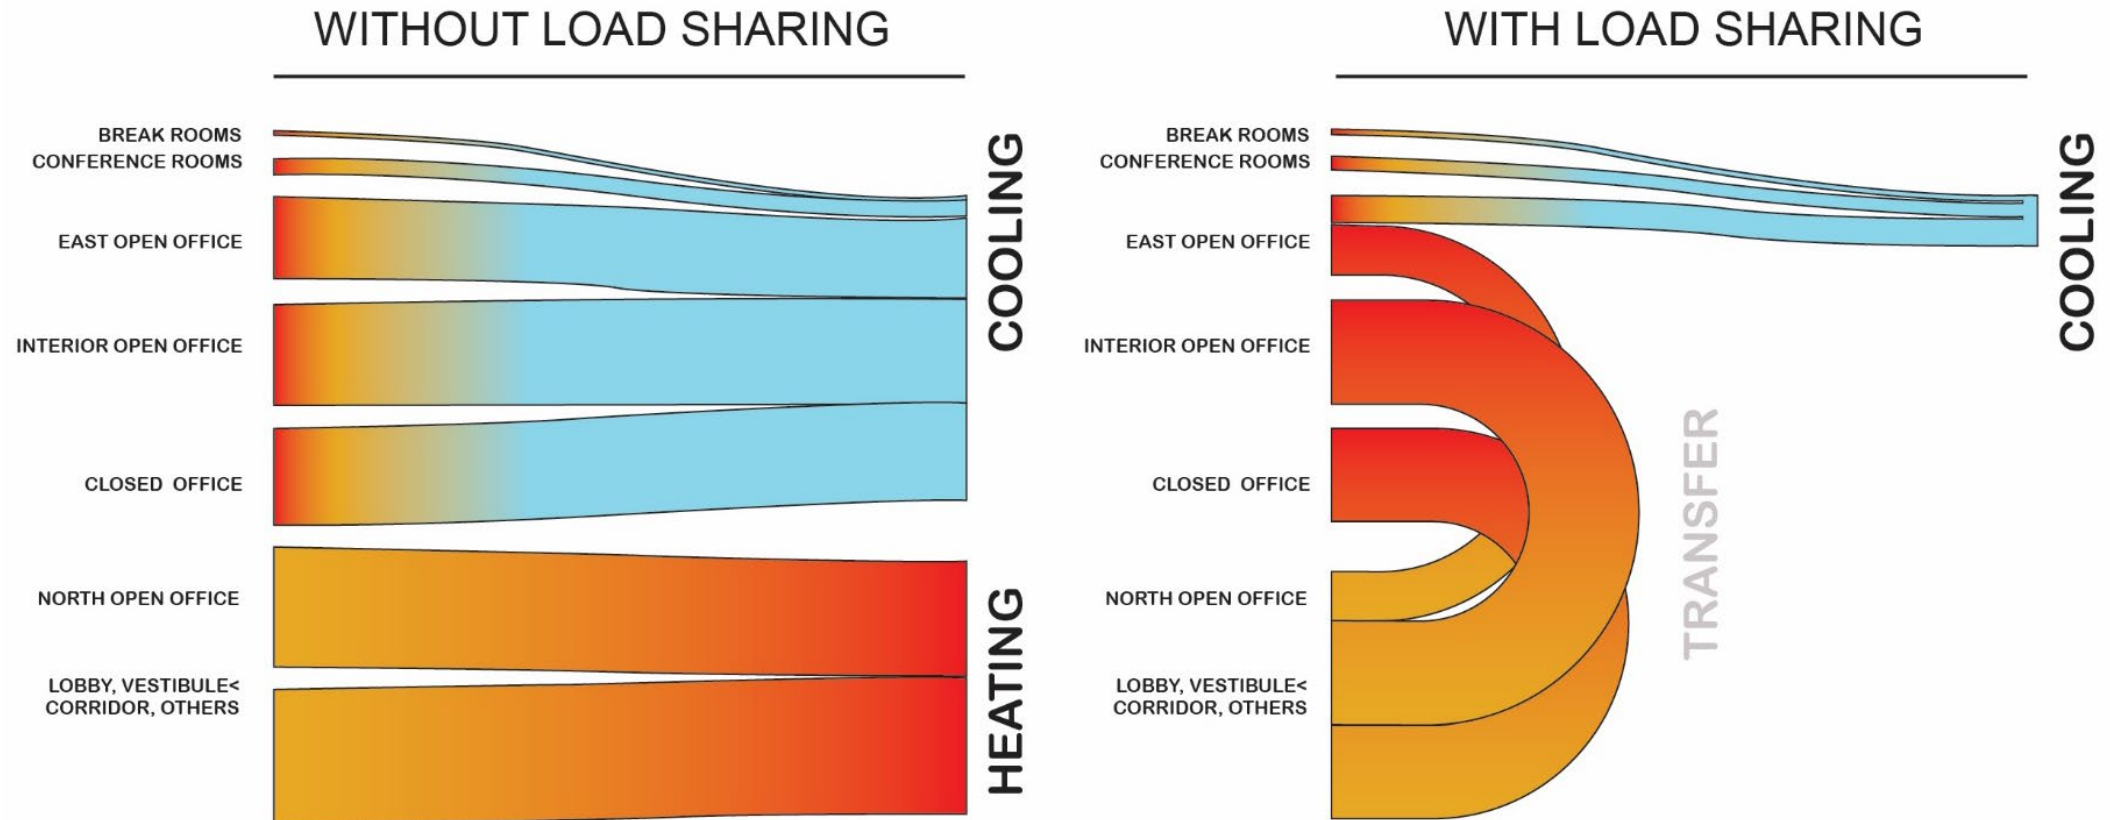 WITHOUT LOAD SHARING
BREAK ROOMS
CONFERENCE ROOMS
EAST OPEN OFFICE
INTERIOR OPEN OFFICE
CLOSED OFFICE
NORTH OPEN OFFICE
LOBBY, VESTIBULE<
CORRIDOR, OTHERS
COOLING
HEATING
WITH LOAD SHARING
BREAK ROOMS
CONFERENCE ROOMS
EAST OPEN OFFICE
INTERIOR OPEN OFFICE
CLOSED OFFICE
NORTH OPEN OFFICE
LOBBY, VESTIBULE<
CORRIDOR, OTHERS
TRANSFER
COOLING